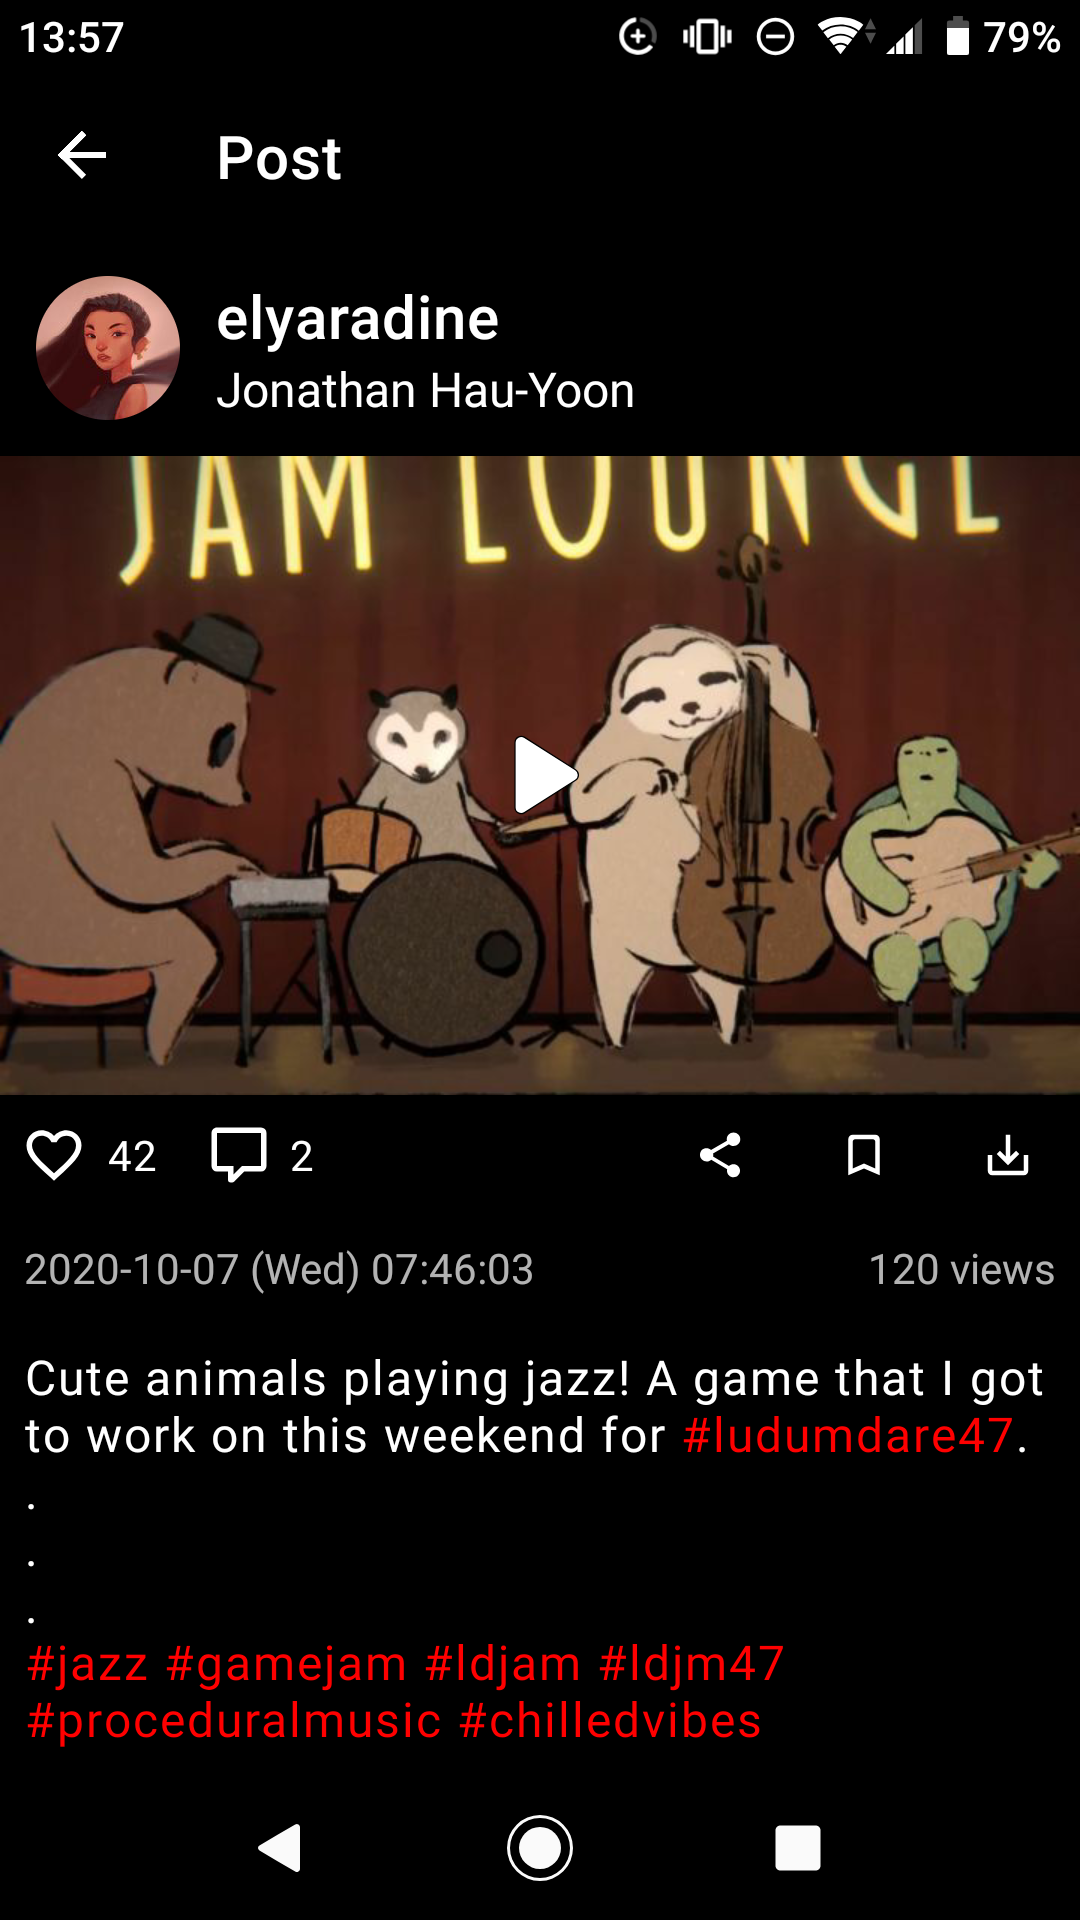 13:57
79%
Post
elyaradine
Jonathan Hau-Yoon
JAM LOUNGE
42
2
2020-10-07 (Wed) 07:46:03
120 views
Cute animals playing jazz! A game that I got
to work on this weekend for #ludumdare47.
.
.
.
#jazz #gamejam #ldjam #ldjm47
#proceduralmusic #chilledvibes